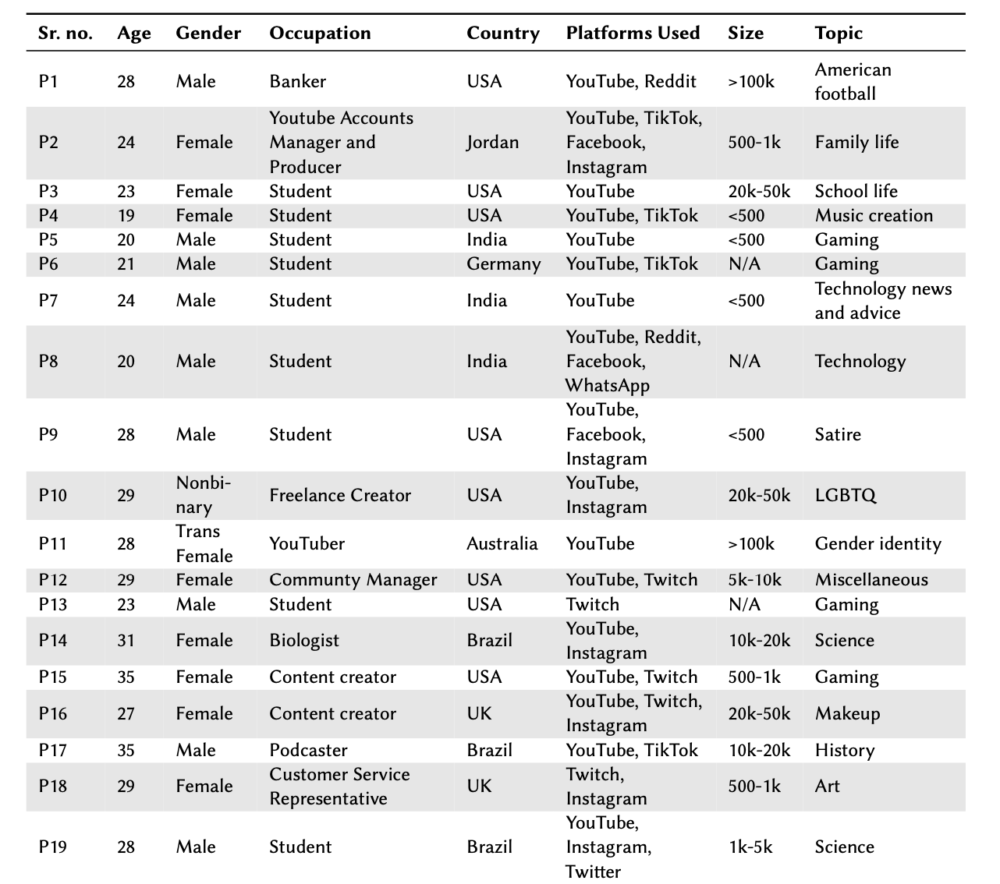 Sr. no. Age Gender Occupation Country Platforms Used Size Topic
P1 28 Male Banker USA YouTube, Reddit >100k American
football
P2 24 Female Youtube Accounts
Manager and
Producer Jordan YouTube, TikTok,
Facebook,
Instagram 500-1k Family life
P3 23 Female Student USA YouTube 20k-50k School life
P4 19 Female Student USA YouTube, TikTok <500 Music creation
P5 20 Male Student India YouTube <500 Gaming
P6 21 Male Student Germany YouTube, TikTok N/A Gaming
P7 24 Male Student India YouTube <500 Technology news
and advice
P8 20 Male Student India YouTube, Reddit,
Facebook,
WhatsApp N/A Technology
P9 28 Male Student USA YouTube,
Facebook,
Instagram <500 Satire
P10 29 Nonbi-
nary Freelance Creator USA YouTube,
Instagram 20k-50k LGBTQ
P11 28 Trans
Female YouTuber Australia YouTube >100k Gender identity
P12 29 Female Communty Manager USA YouTube, Twitch 5k-10k Miscellaneous
P13 23 Male Student USA Twitch N/A Gaming
P14 31 Female Biologist Brazil YouTube,
Instagram 10k-20k Science
P15 35 Female Content creator USA YouTube, Twitch 500-1k Gaming
P16 27 Female Content creator UK YouTube, Twitch,
Instagram 20k-50k Makeup
P17 35 Male Podcaster Brazil YouTube, TikTok 10k-20k History
P18 29 Female Customer Service
Representative UK Twitch,
Instagram 500-1k Art
P19 28 Male Student Brazil YouTube,
Instagram,
Twitter 1k-5k Science